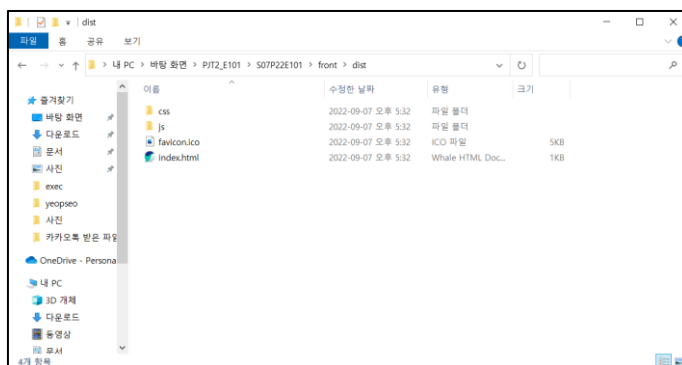 dist
파일 홈 공유 보기
내 PC > 바탕 화면 > PJT2_E101 > S07P22E101 > front > dist
이름 수정한 날짜 유형 크기
css 2022-09-07 오후 5:32 파일 폴더
js 2022-09-07 오후 5:32 파일 폴더
favicon.ico 2022-09-07 오후 5:32 ICO 파일 5KB
index.html 2022-09-07 오후 5:32 Whale HTML Doc... 1KB
즐겨찾기
바탕 화면
다운로드
문서
사진
exec
yeopseo
사진
카카오톡 받은 파일
OneDrive - Persona
내 PC
3D 개체
다운로드
동영상
문서
4개 항목